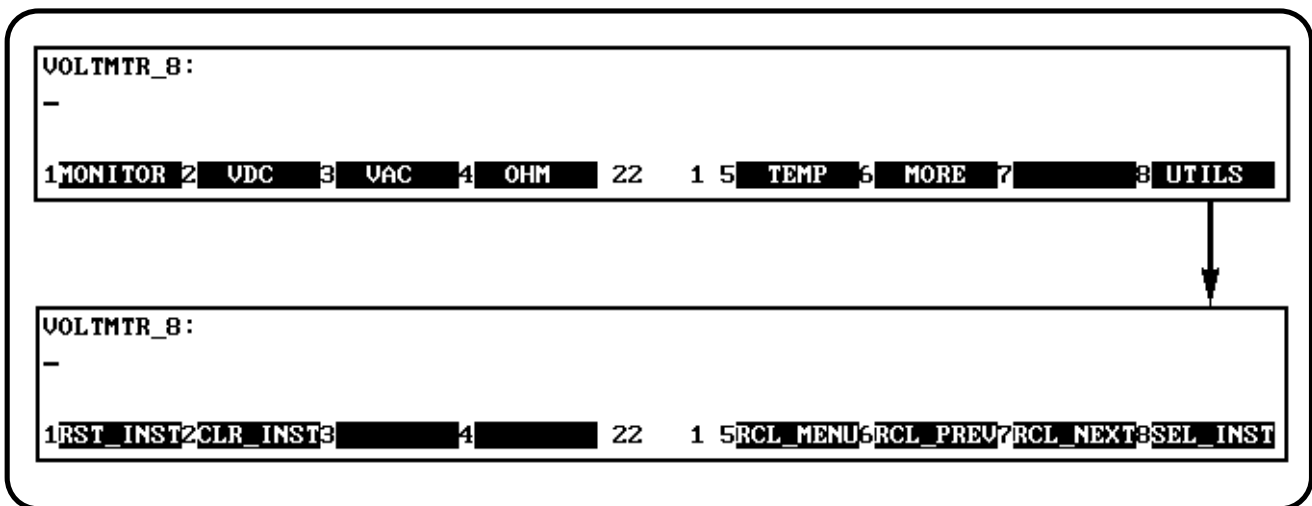 VOLTMTR_8:
_
1MONITOR 2 VDC 3 VAC 4 OHM 22 1 5 TEMP 6 MORE 7 8 UTILS
VOLTMTR_8:
_
1RST_INST2CLR_INST3 4 22 1 5RCL_MENU6RCL_PREV7RCL_NEXT8SEL_INST